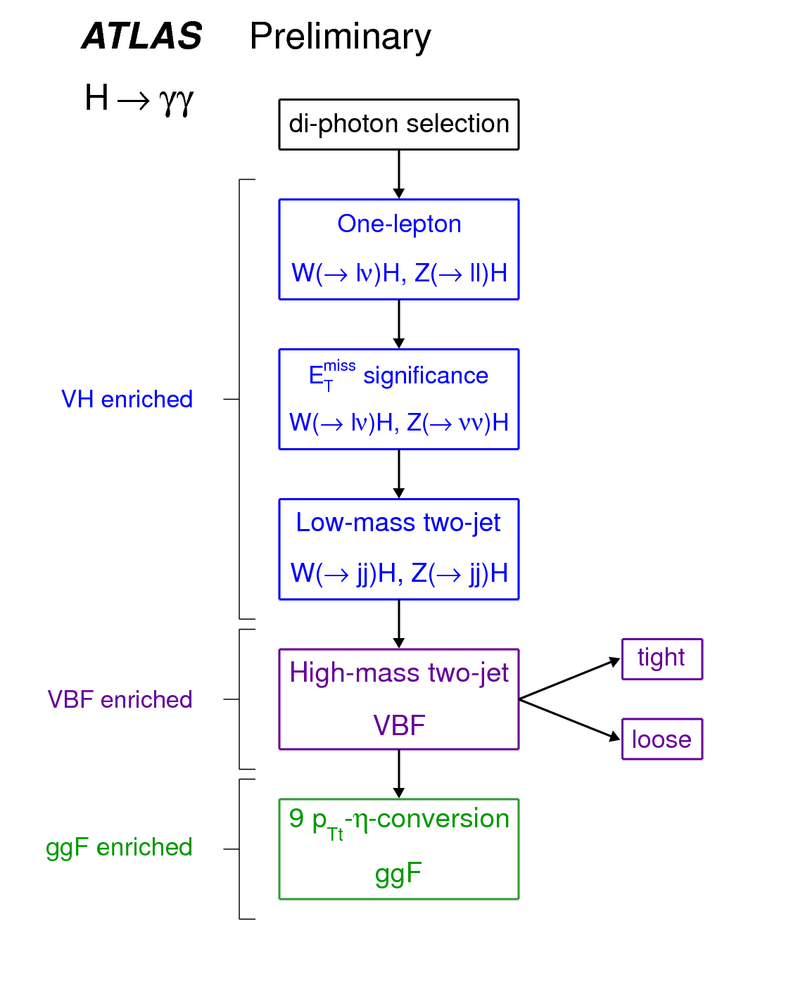 ATLAS Preliminary
H → γγ
di-photon selection
One-lepton
W(→ lν)H, Z(→ ll)H
E_T^miss significance
W(→ lν)H, Z(→ νν)H
VH enriched
Low-mass two-jet
W(→ jj)H, Z(→ jj)H
High-mass two-jet
VBF
VBF enriched
tight
loose
9 p_Tt-η-conversion
ggF
ggF enriched